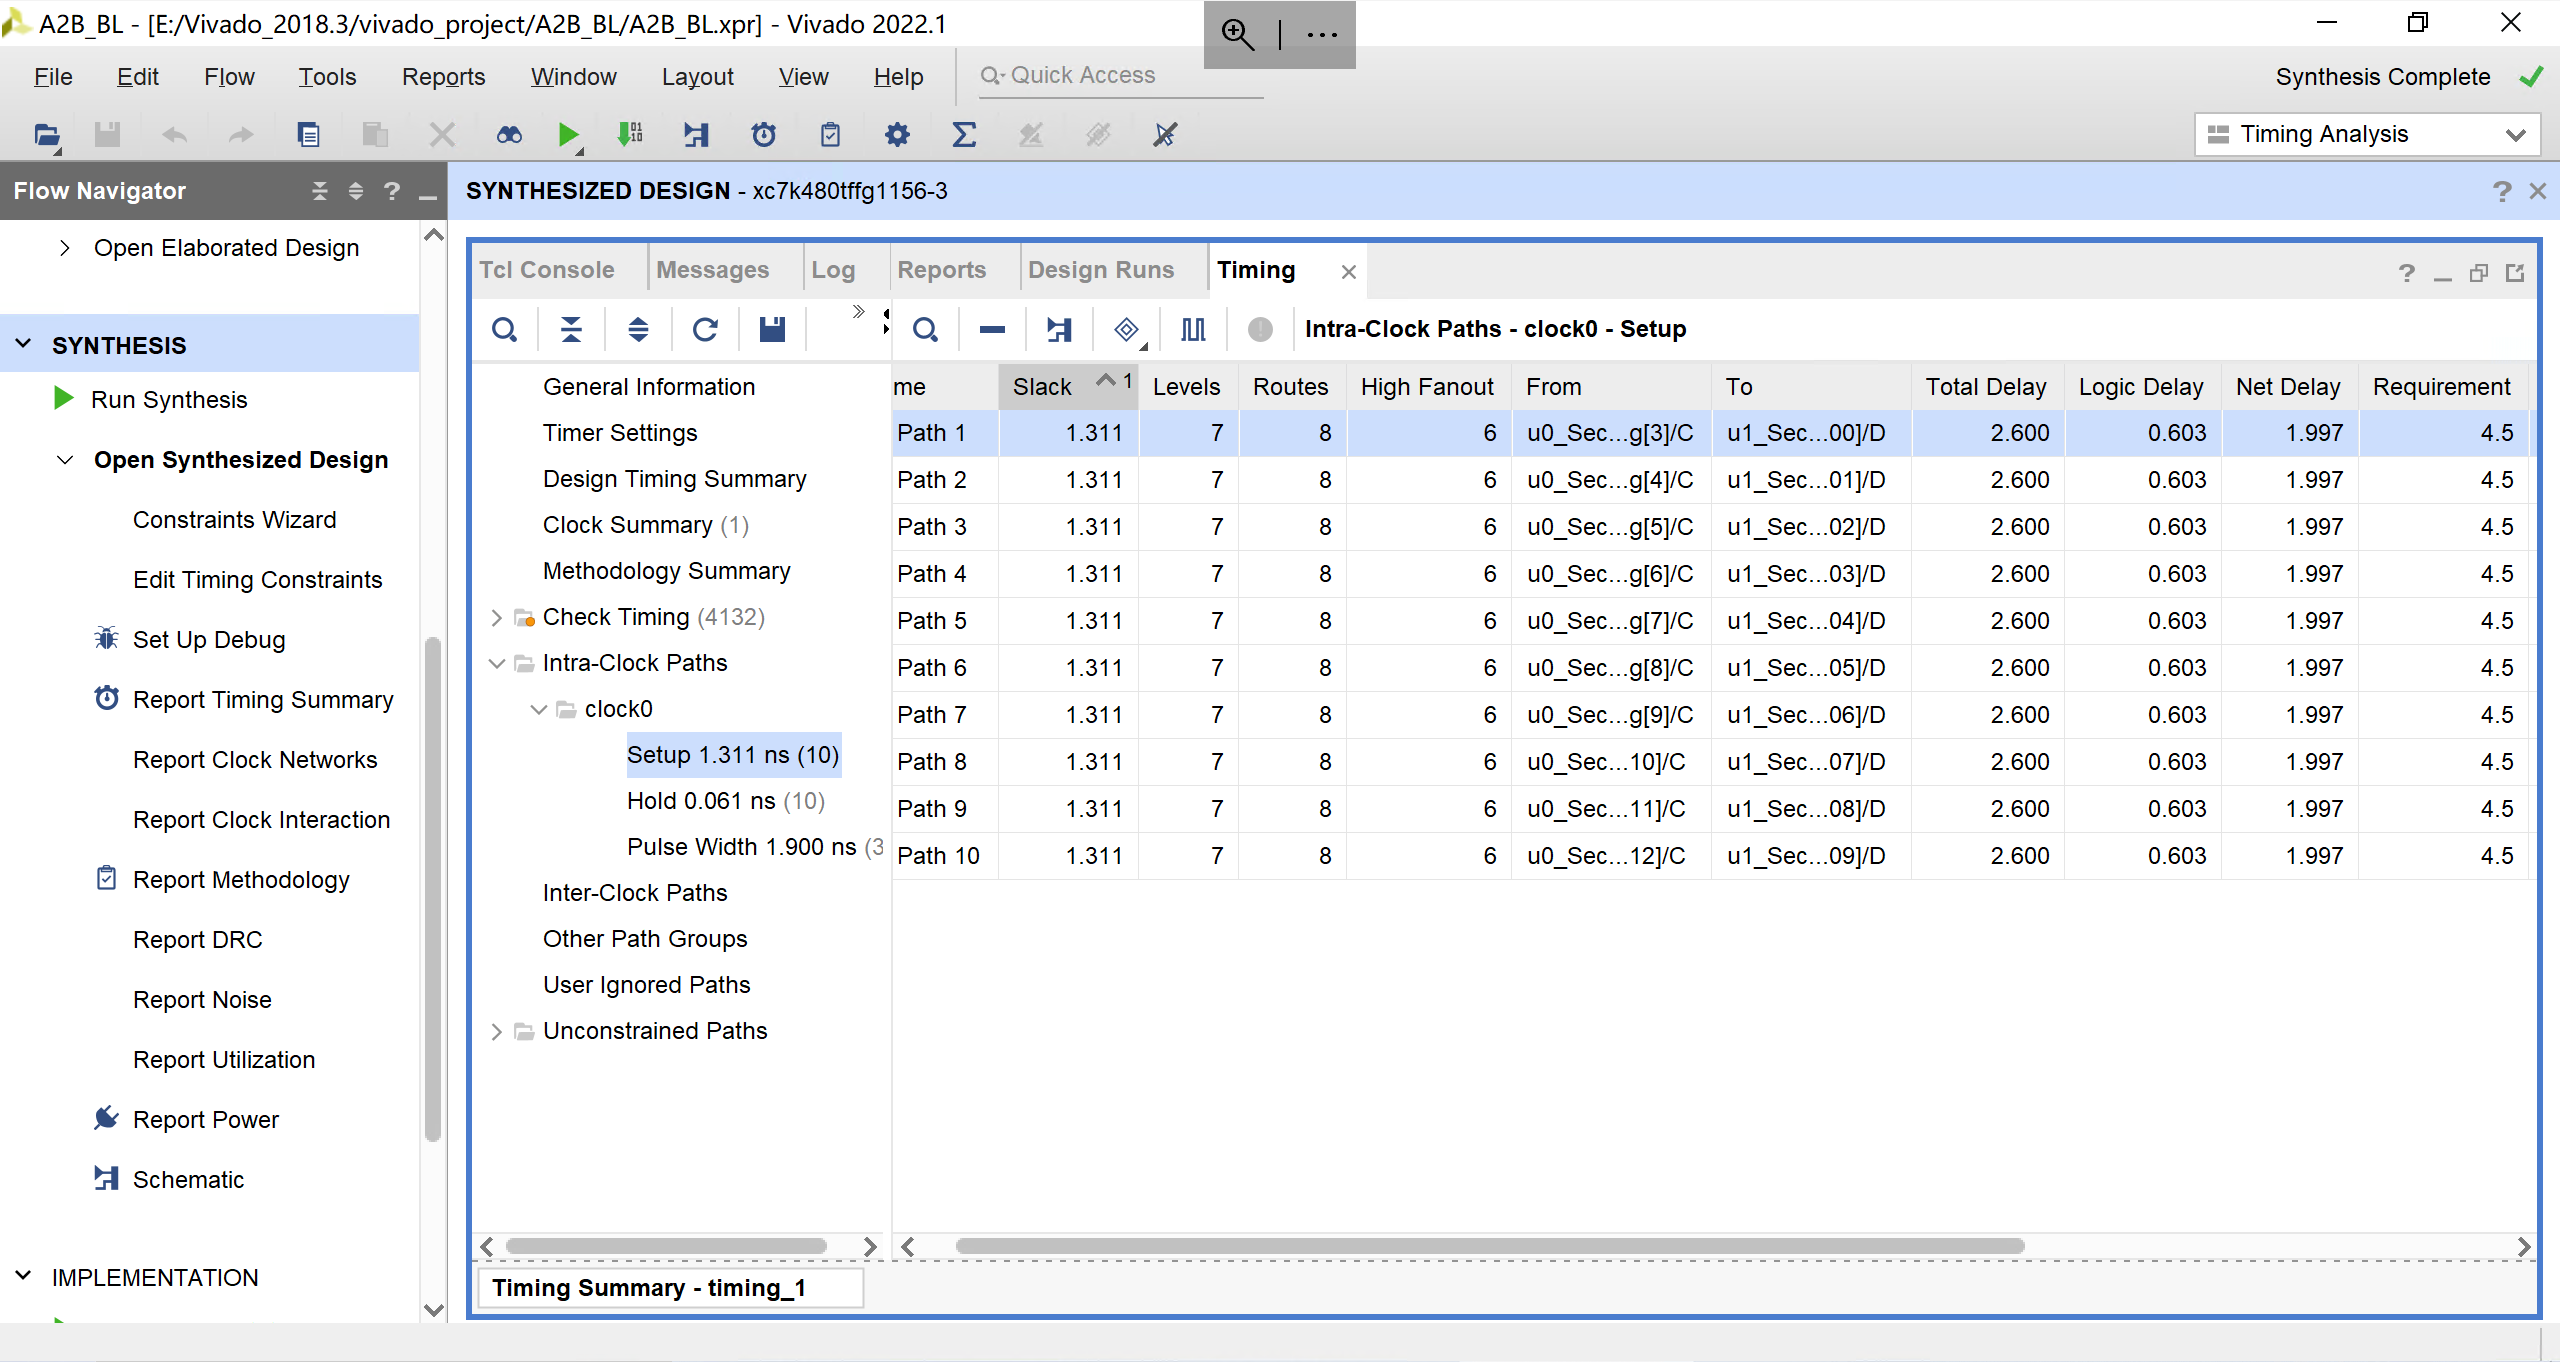 A2B_BL - [E:/Vivado_2018.3/vivado_project/A2B_BL/A2B_BL.xpr] - Vivado 2022.1
File Edit Flow Tools Reports Window Layout View Help Quick Access Synthesis Complete
Timing Analysis
Flow Navigator
SYNTHESIZED DESIGN - xc7k480tffg1156-3
Open Elaborated Design
SYNTHESIS
Run Synthesis
Open Synthesized Design
Constraints Wizard
Edit Timing Constraints
Set Up Debug
Report Timing Summary
Report Clock Networks
Report Clock Interaction
Report Methodology
Report DRC
Report Noise
Report Utilization
Report Power
Schematic
IMPLEMENTATION
Tcl Console Messages Log Reports Design Runs Timing
Intra-Clock Paths - clock0 - Setup
General Information
Timer Settings
Design Timing Summary
Clock Summary (1)
Methodology Summary
Check Timing (4132)
Intra-Clock Paths
clock0
Setup 1.311 ns (10)
Hold 0.061 ns (10)
Pulse Width 1.900 ns (3
Inter-Clock Paths
Other Path Groups
User Ignored Paths
Unconstrained Paths
me Slack 1 Levels Routes High Fanout From To Total Delay Logic Delay Net Delay Requirement
Path 1 1.311 7 8 6 u0_Sec...g[3]/C u1_Sec...00]/D 2.600 0.603 1.997 4.5
Path 2 1.311 7 8 6 u0_Sec...g[4]/C u1_Sec...01]/D 2.600 0.603 1.997 4.5
Path 3 1.311 7 8 6 u0_Sec...g[5]/C u1_Sec...02]/D 2.600 0.603 1.997 4.5
Path 4 1.311 7 8 6 u0_Sec...g[6]/C u1_Sec...03]/D 2.600 0.603 1.997 4.5
Path 5 1.311 7 8 6 u0_Sec...g[7]/C u1_Sec...04]/D 2.600 0.603 1.997 4.5
Path 6 1.311 7 8 6 u0_Sec...g[8]/C u1_Sec...05]/D 2.600 0.603 1.997 4.5
Path 7 1.311 7 8 6 u0_Sec...g[9]/C u1_Sec...06]/D 2.600 0.603 1.997 4.5
Path 8 1.311 7 8 6 u0_Sec...10]/C u1_Sec...07]/D 2.600 0.603 1.997 4.5
Path 9 1.311 7 8 6 u0_Sec...11]/C u1_Sec...08]/D 2.600 0.603 1.997 4.5
Path 10 1.311 7 8 6 u0_Sec...12]/C u1_Sec...09]/D 2.600 0.603 1.997 4.5
Timing Summary - timing_1